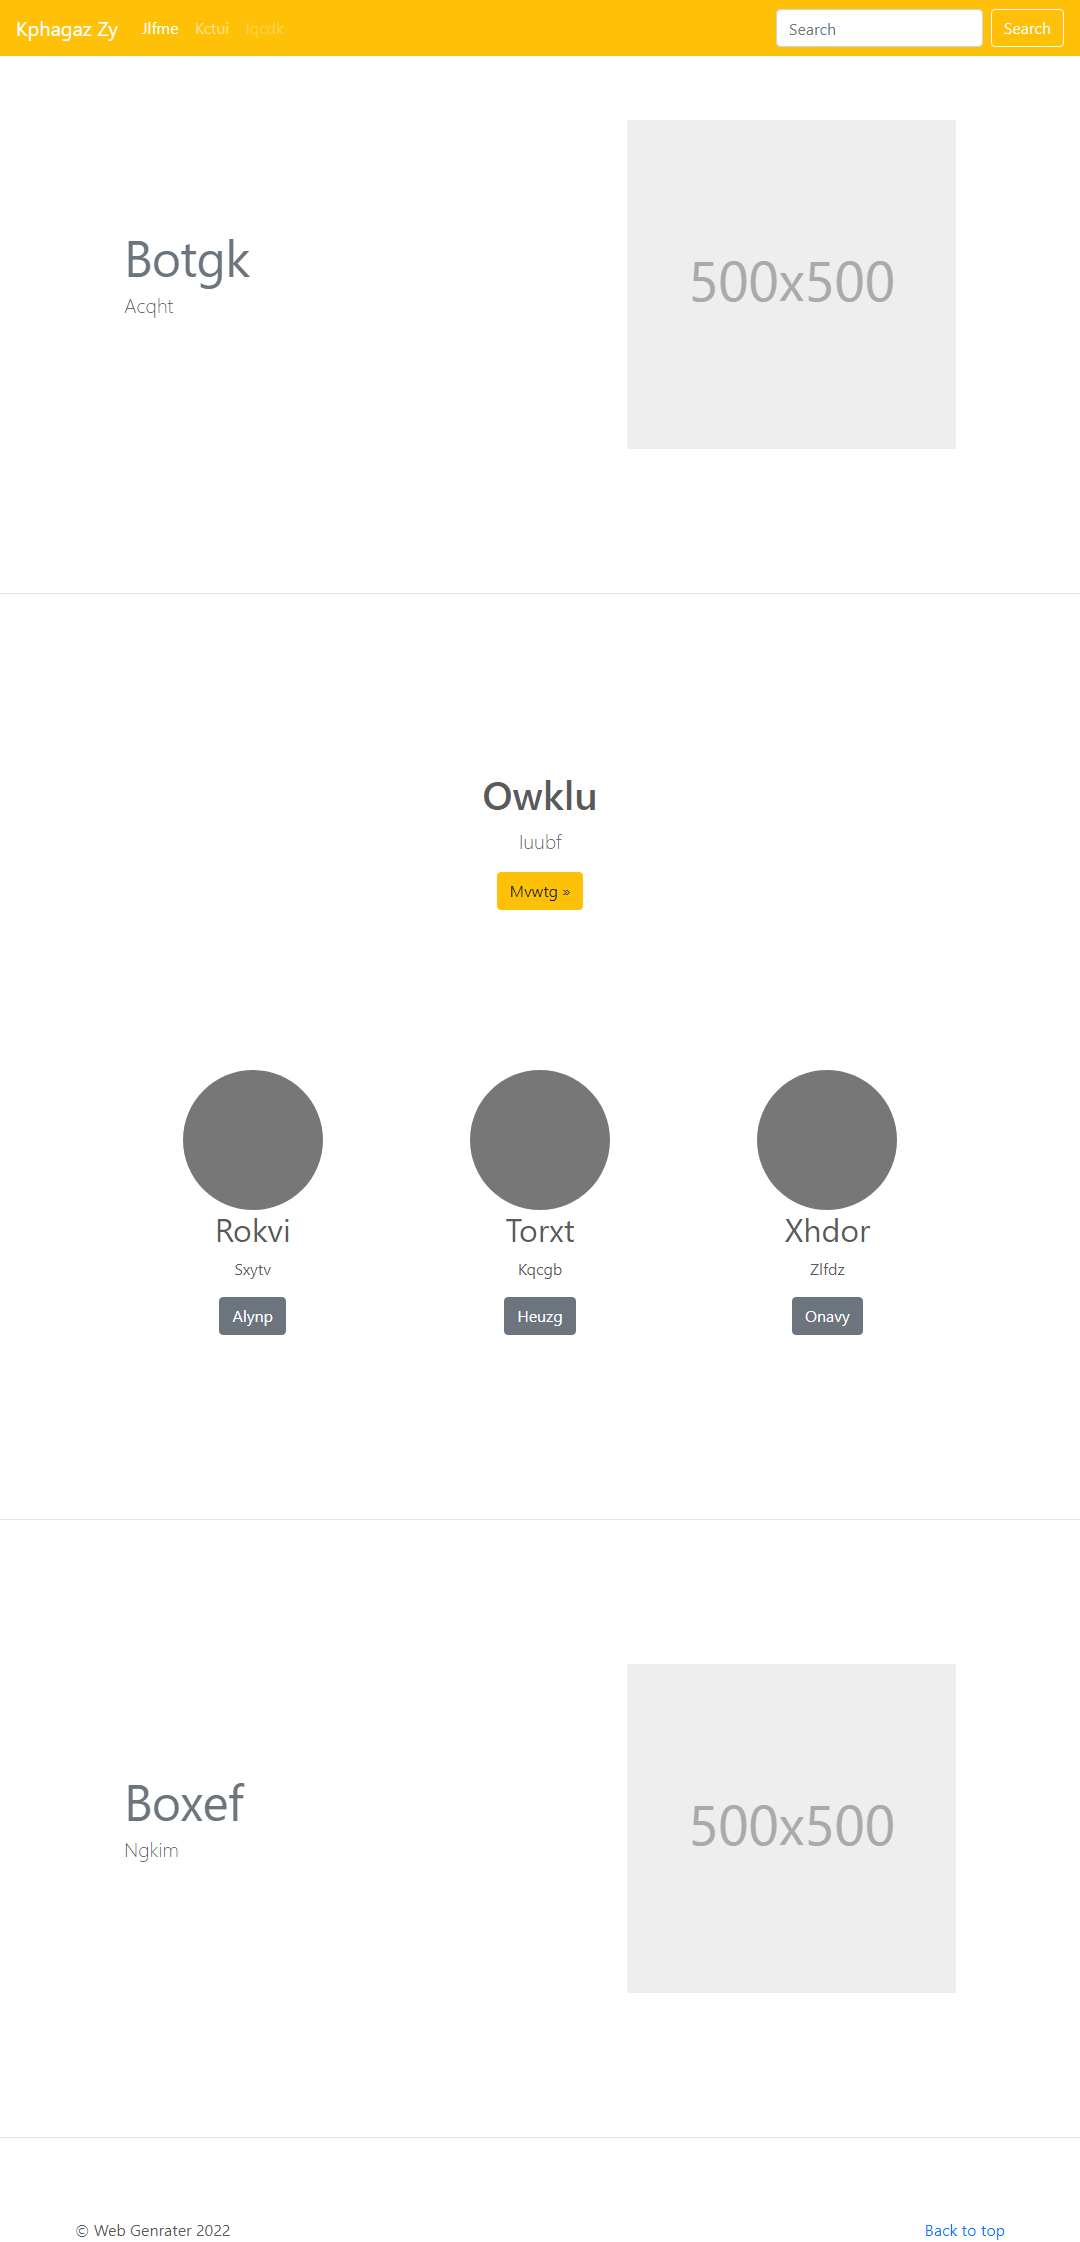 Kphagaz Zy Jlfme Kctui Iqcdk Search Search
Botgk
Acqht
500x500
Owklu
Iuubf
Mvwtg »
Rokvi Torxt Xhdor
Sxytv Kqcgb Zlfdz
Alynp Heuzg Onavy
Boxef
Ngkim
500x500
© Web Genrater 2022 Back to top